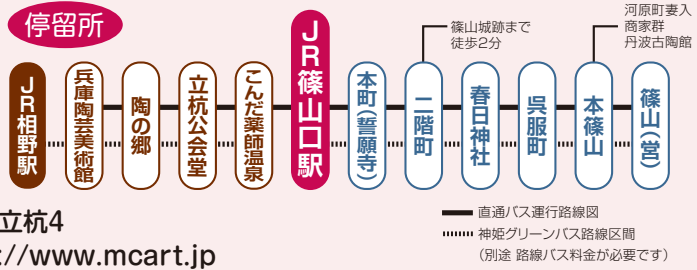 停留所
篠山城跡まで
徒歩2分
河原町妻入
商家群
丹波古陶館
JR相野駅
兵庫陶芸美術館
陶の郷
立杭公会堂
こんだ薬師温泉
JR篠山口駅
本町(誓願寺)
二階町
春日神社
呉服町
本篠山
篠山(営)
立杭4
://www.mcart.jp
直通バス運行路線図
神姫グリーンバス路線区間
(別途 路線バス料金が必要です)